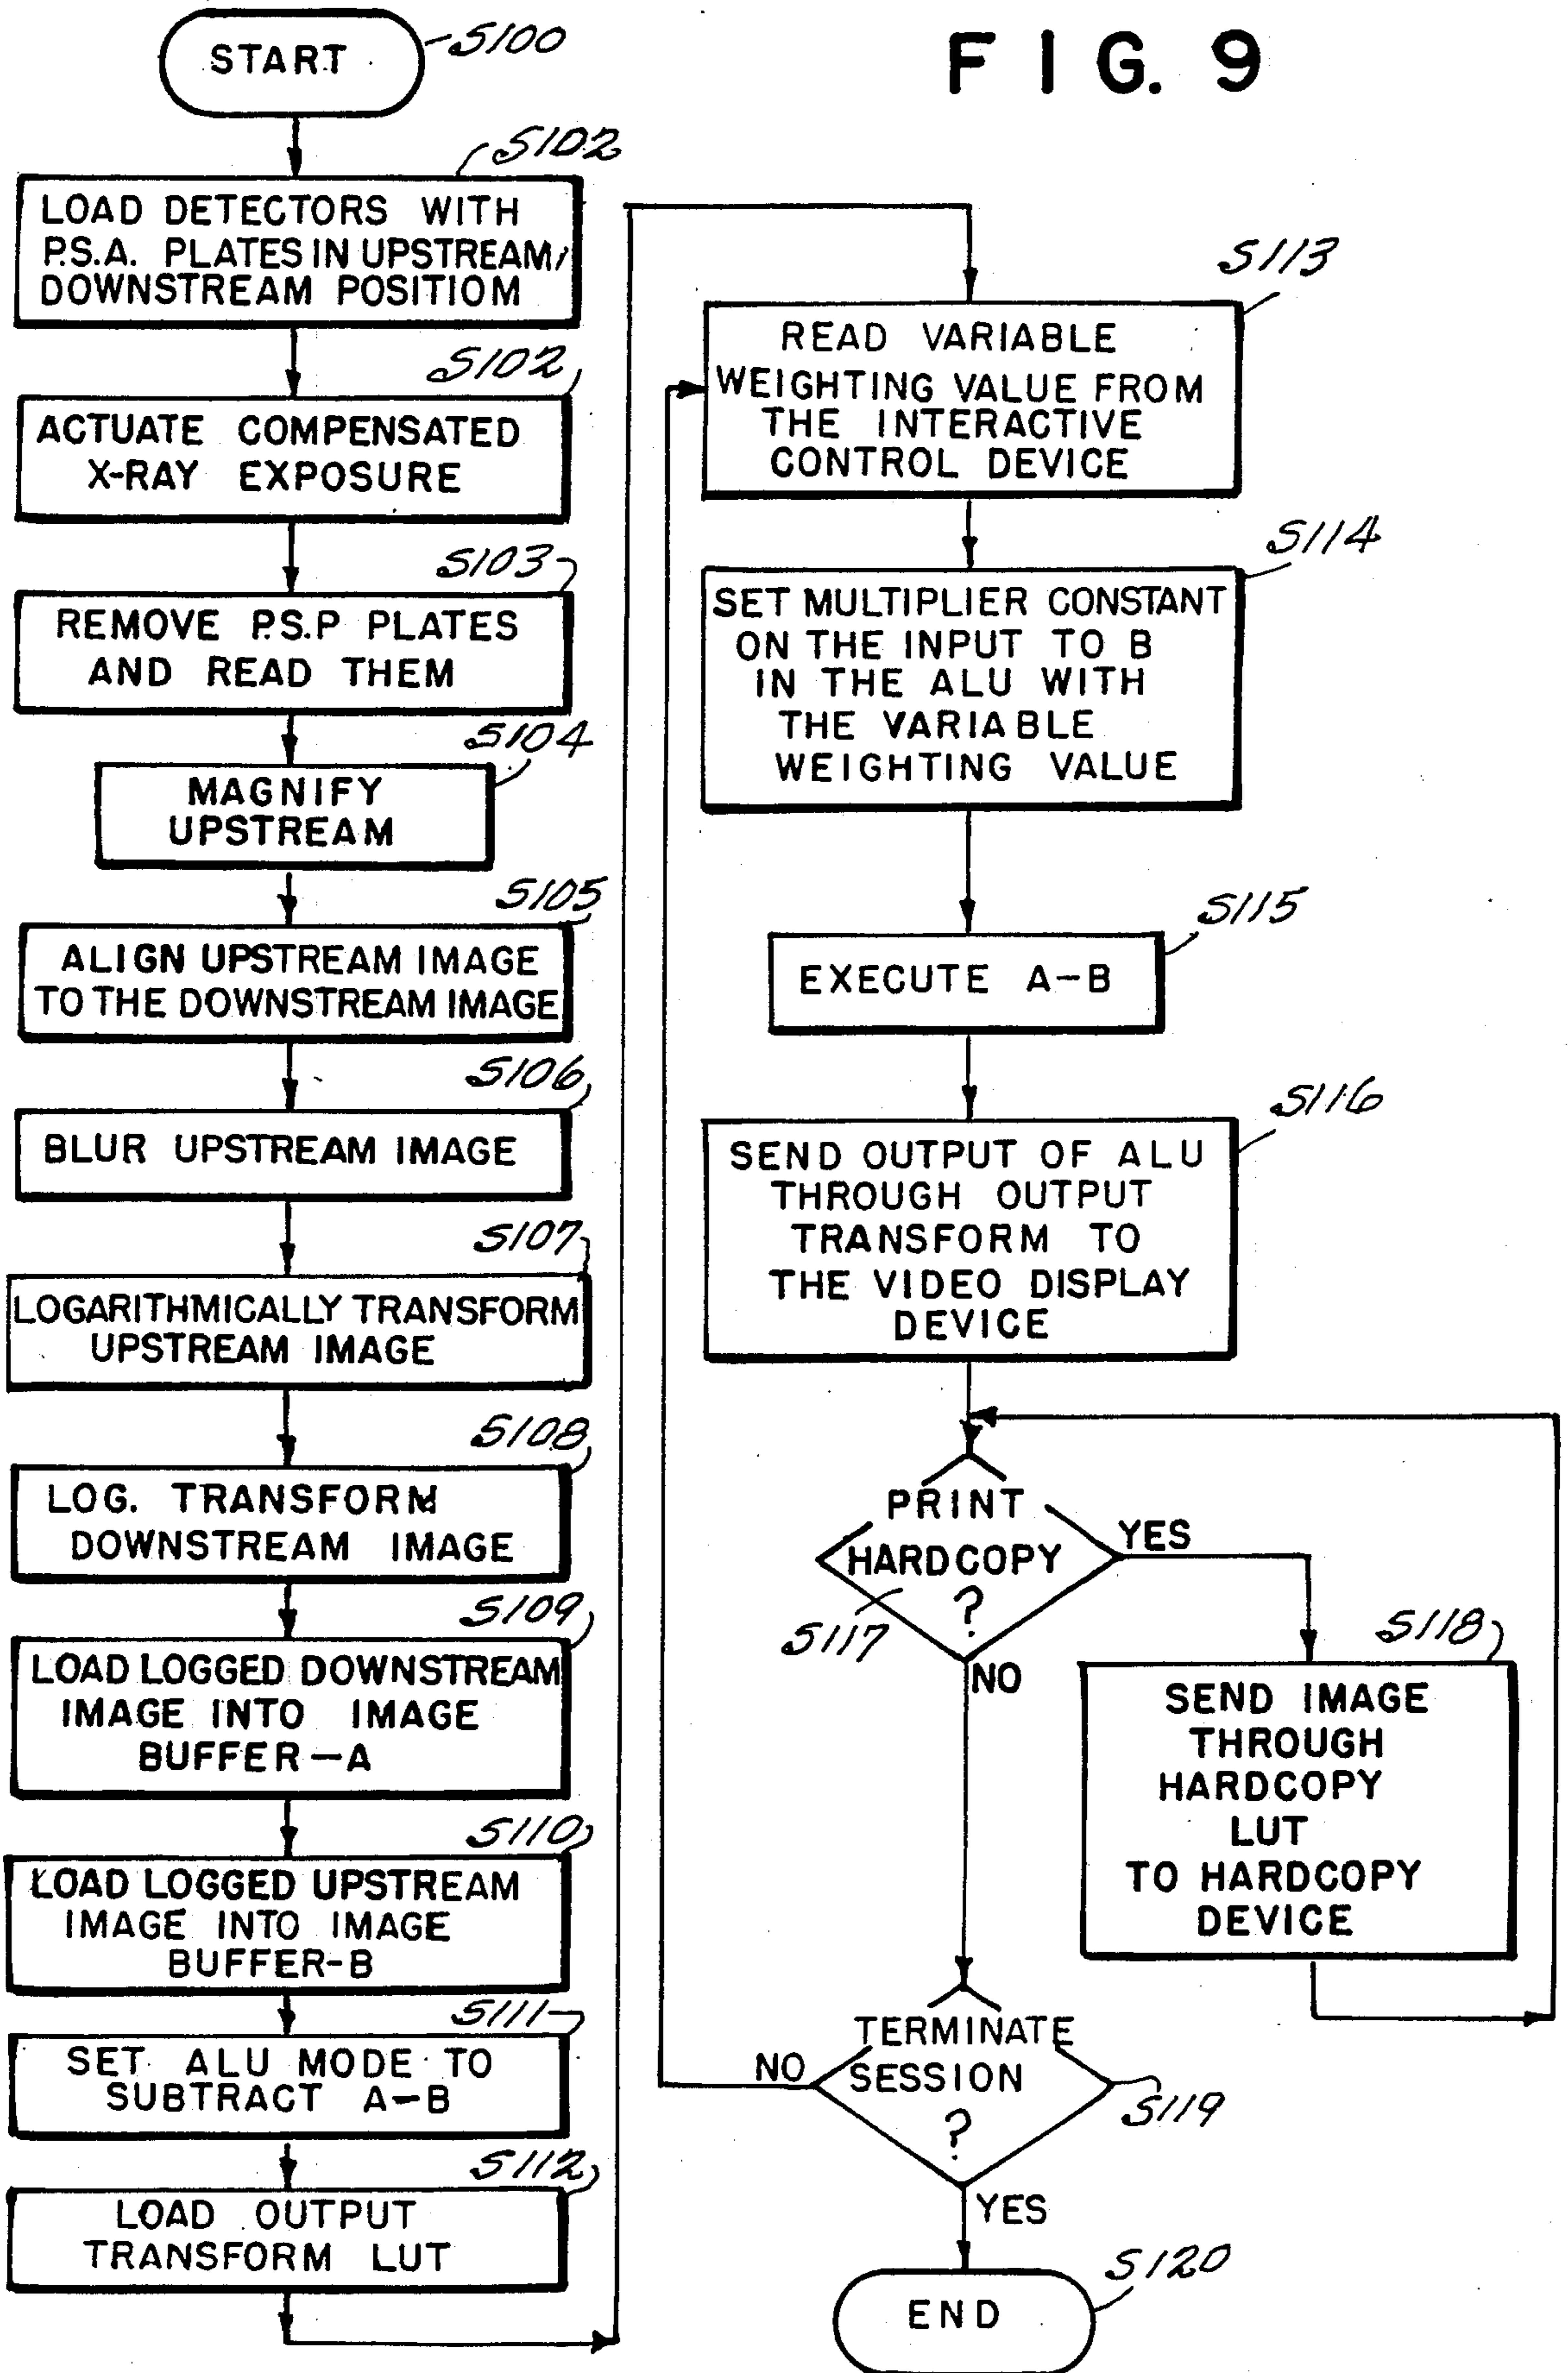 FIG. 9
START
S100
S102
LOAD DETECTORS WITH
P.S.A. PLATES IN UPSTREAM/
DOWNSTREAM POSITIOM
S102
ACTUATE COMPENSATED
X-RAY EXPOSURE
S103
REMOVE P.S.P PLATES
AND READ THEM
S104
MAGNIFY
UPSTREAM
S105
ALIGN UPSTREAM IMAGE
TO THE DOWNSTREAM IMAGE
S106
BLUR UPSTREAM IMAGE
S107
LOGARITHMICALLY TRANSFORM
UPSTREAM IMAGE
S108
LOG. TRANSFORM
DOWNSTREAM IMAGE
S109
LOAD LOGGED DOWNSTREAM
IMAGE INTO IMAGE
BUFFER-A
S110
LOAD LOGGED UPSTREAM
IMAGE INTO IMAGE
BUFFER-B
S111
SET ALU MODE TO
SUBTRACT A-B
S112
LOAD OUTPUT
TRANSFORM LUT
S113
READ VARIABLE
WEIGHTING VALUE FROM
THE INTERACTIVE
CONTROL DEVICE
S114
SET MULTIPLIER CONSTANT
ON THE INPUT TO B
IN THE ALU WITH
THE VARIABLE
WEIGHTING VALUE
S115
EXECUTE A-B
S116
SEND OUTPUT OF ALU
THROUGH OUTPUT
TRANSFORM TO
THE VIDEO DISPLAY
DEVICE
PRINT
HARDCOPY
?
YES
S117
NO
S118
SEND IMAGE
THROUGH
HARDCOPY
LUT
TO HARDCOPY
DEVICE
TERMINATE
SESSION
?
NO
S119
YES
S120
END